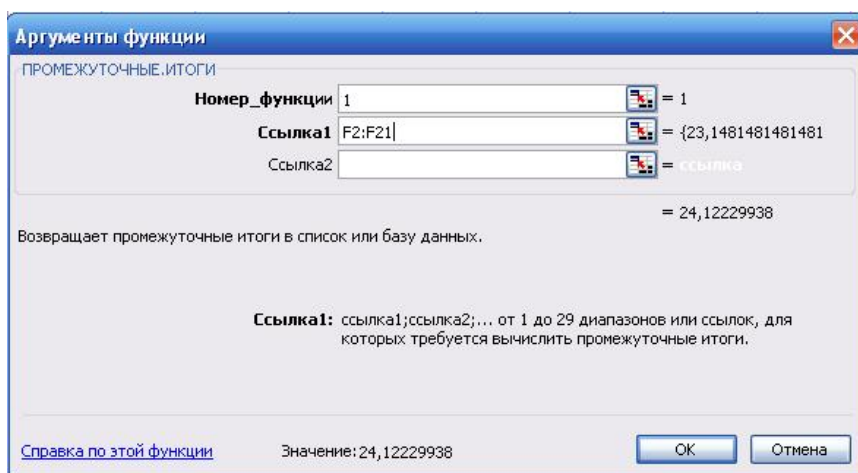 Аргументы функции
ПРОМЕЖУТОЧНЫЕ.ИТОГИ
Номер_функции 1 = 1
Ссылка1 F2:F21 = {23,1481481481481
Ссылка2 = ссылка
= 24,12229938
Возвращает промежуточные итоги в список или базу данных.
Ссылка1: ссылка1;ссылка2;... от 1 до 29 диапазонов или ссылок, для
которых требуется вычислить промежуточные итоги.
Справка по этой функции Значение:24,12229938 ОК Отмена